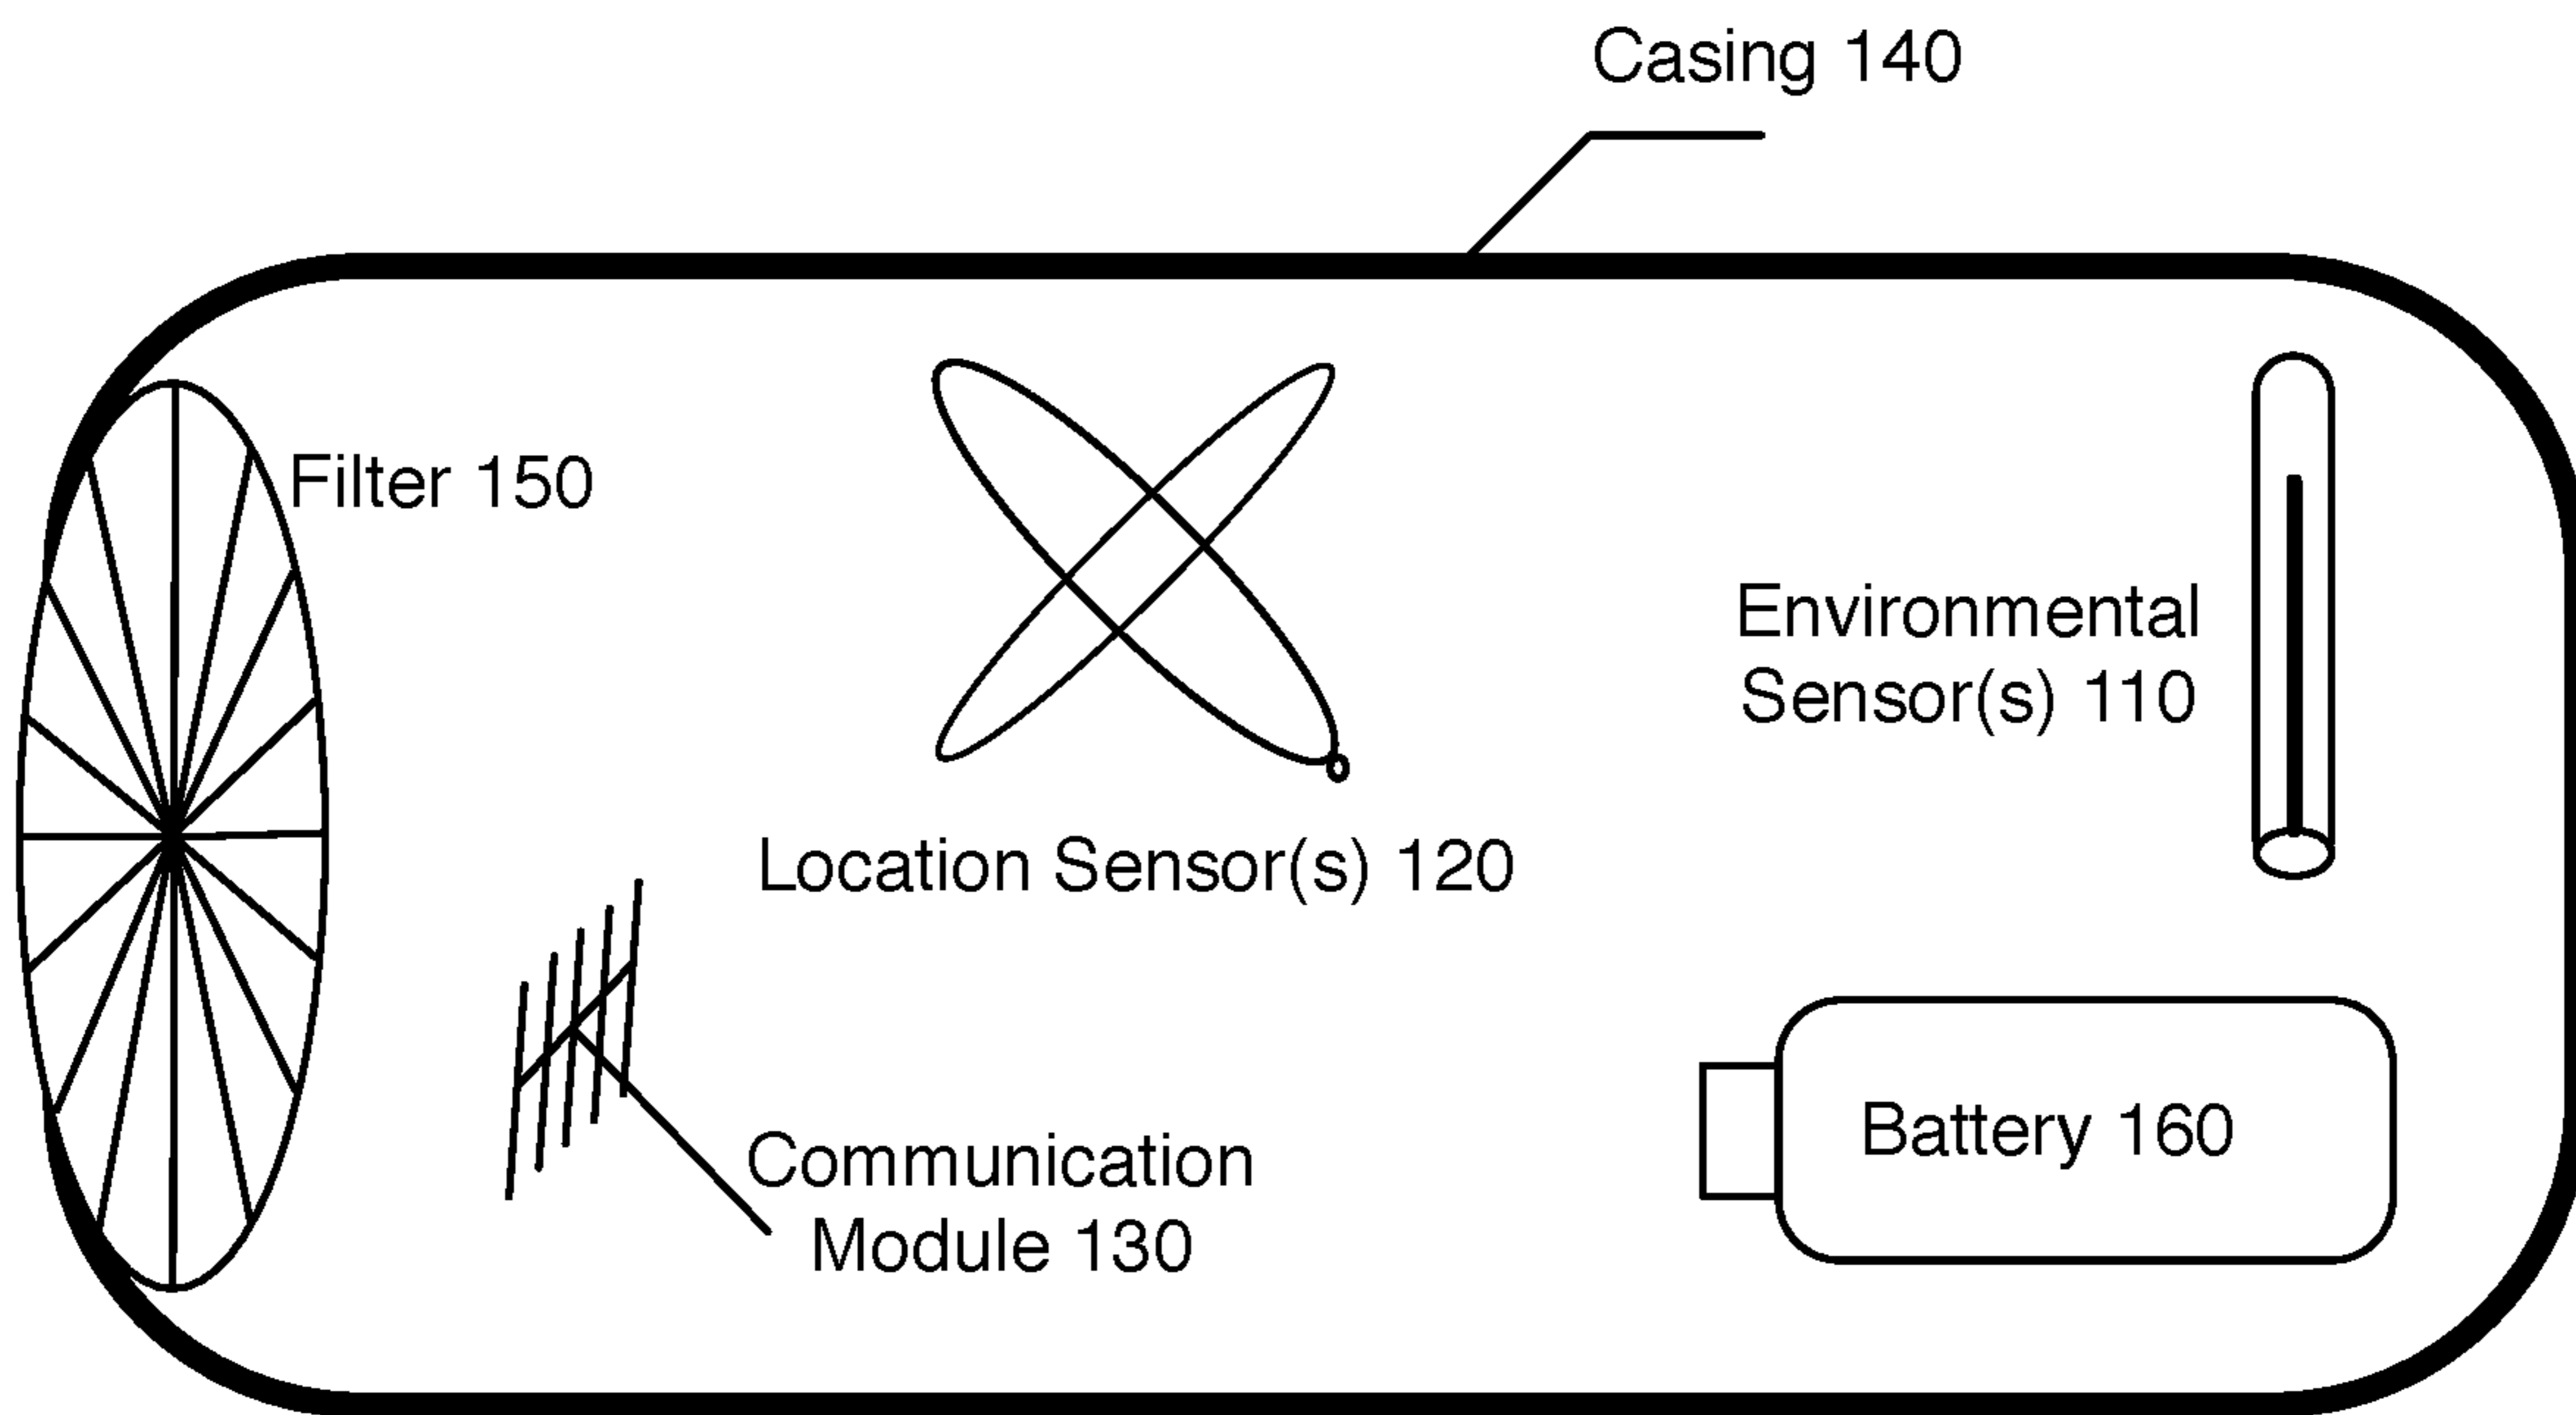 Casing 140
Filter 150
Environmental
Sensor(s) 110
Location Sensor(s) 120
Communication
Module 130
Battery 160